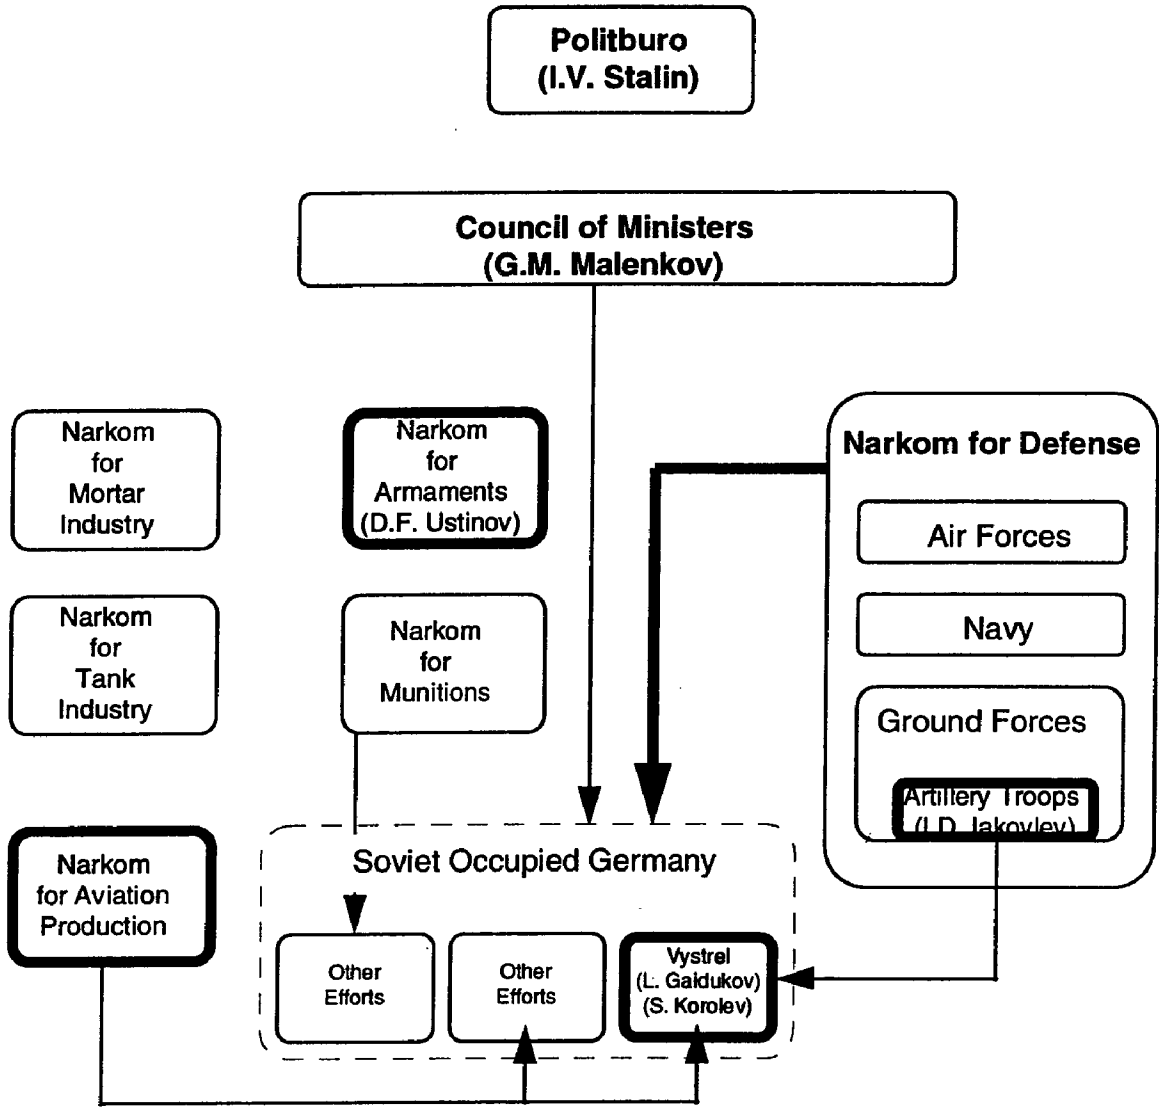 Politburo
(I.V. Stalin)
Council of Ministers
(G.M. Malenkov)
Narkom
for
Mortar
Industry
Narkom
for
Armaments
(D.F. Ustinov)
Narkom for Defense
Air Forces
Navy
Ground Forces
Artillery Troops
(I.D. Iakovlev)
Narkom
for
Tank
Industry
Narkom
for
Munitions
Narkom
for Aviation
Production
Soviet Occupied Germany
Other
Efforts
Other
Efforts
Vystrel
(L. Gaidukov)
(S. Korolev)